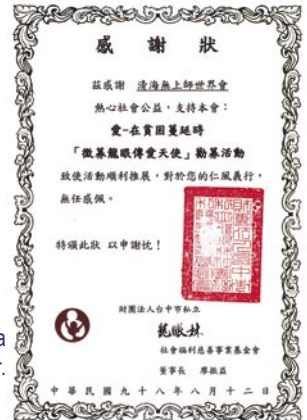 感謝狀
茲感謝 清海無上師世界會
熱心社會公益,支持本會:
愛-在貧困蔓延時
「徵募龍眼傳愛天使」勸募活動
致使活動順利推展,對於您的仁風義行,
無任感佩。
特頒此狀 以申謝忱!
財團法人台中市私立
龍眼林
社會福利慈善事業基金會
董事長 廖振益
中華民國九十八年八月十二日
a
r.